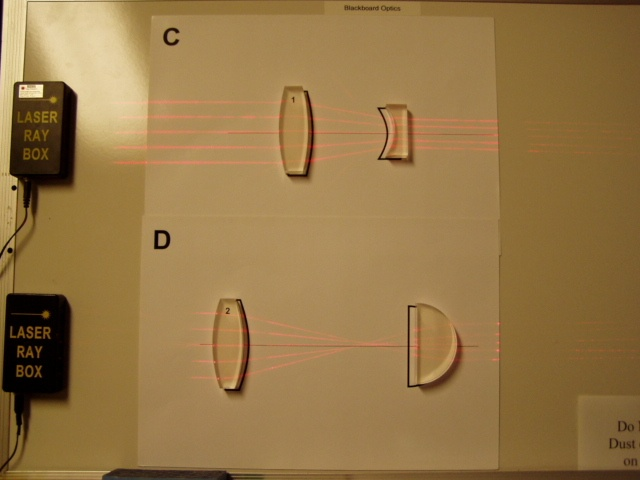 Blackboard Optics
C
1
LASER
RAY
BOX
D
2
LASER
RAY
BOX
Do
Dust
on